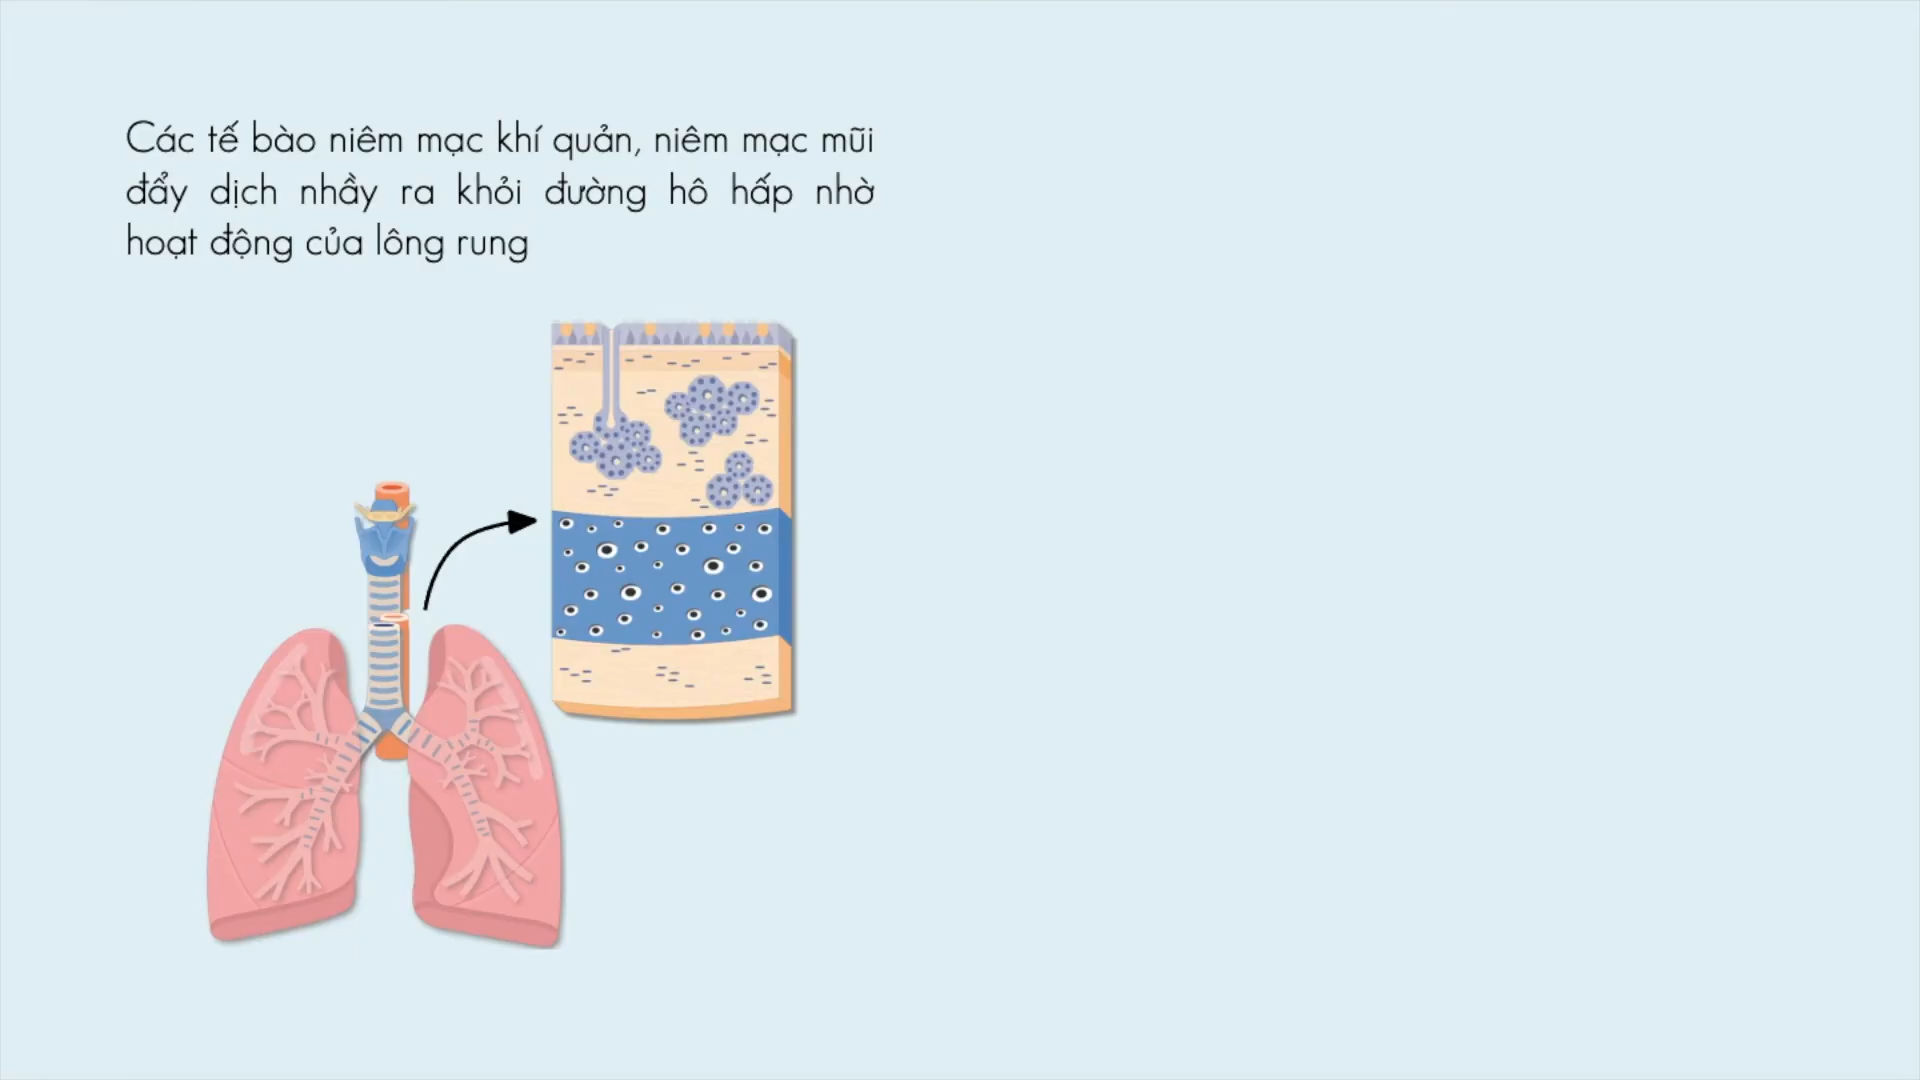 Các tế bào niêm mạc khí quản, niêm mạc mũi
đẩy dịch nhầy ra khỏi đường hô hấp nhờ
hoạt động của lông rung